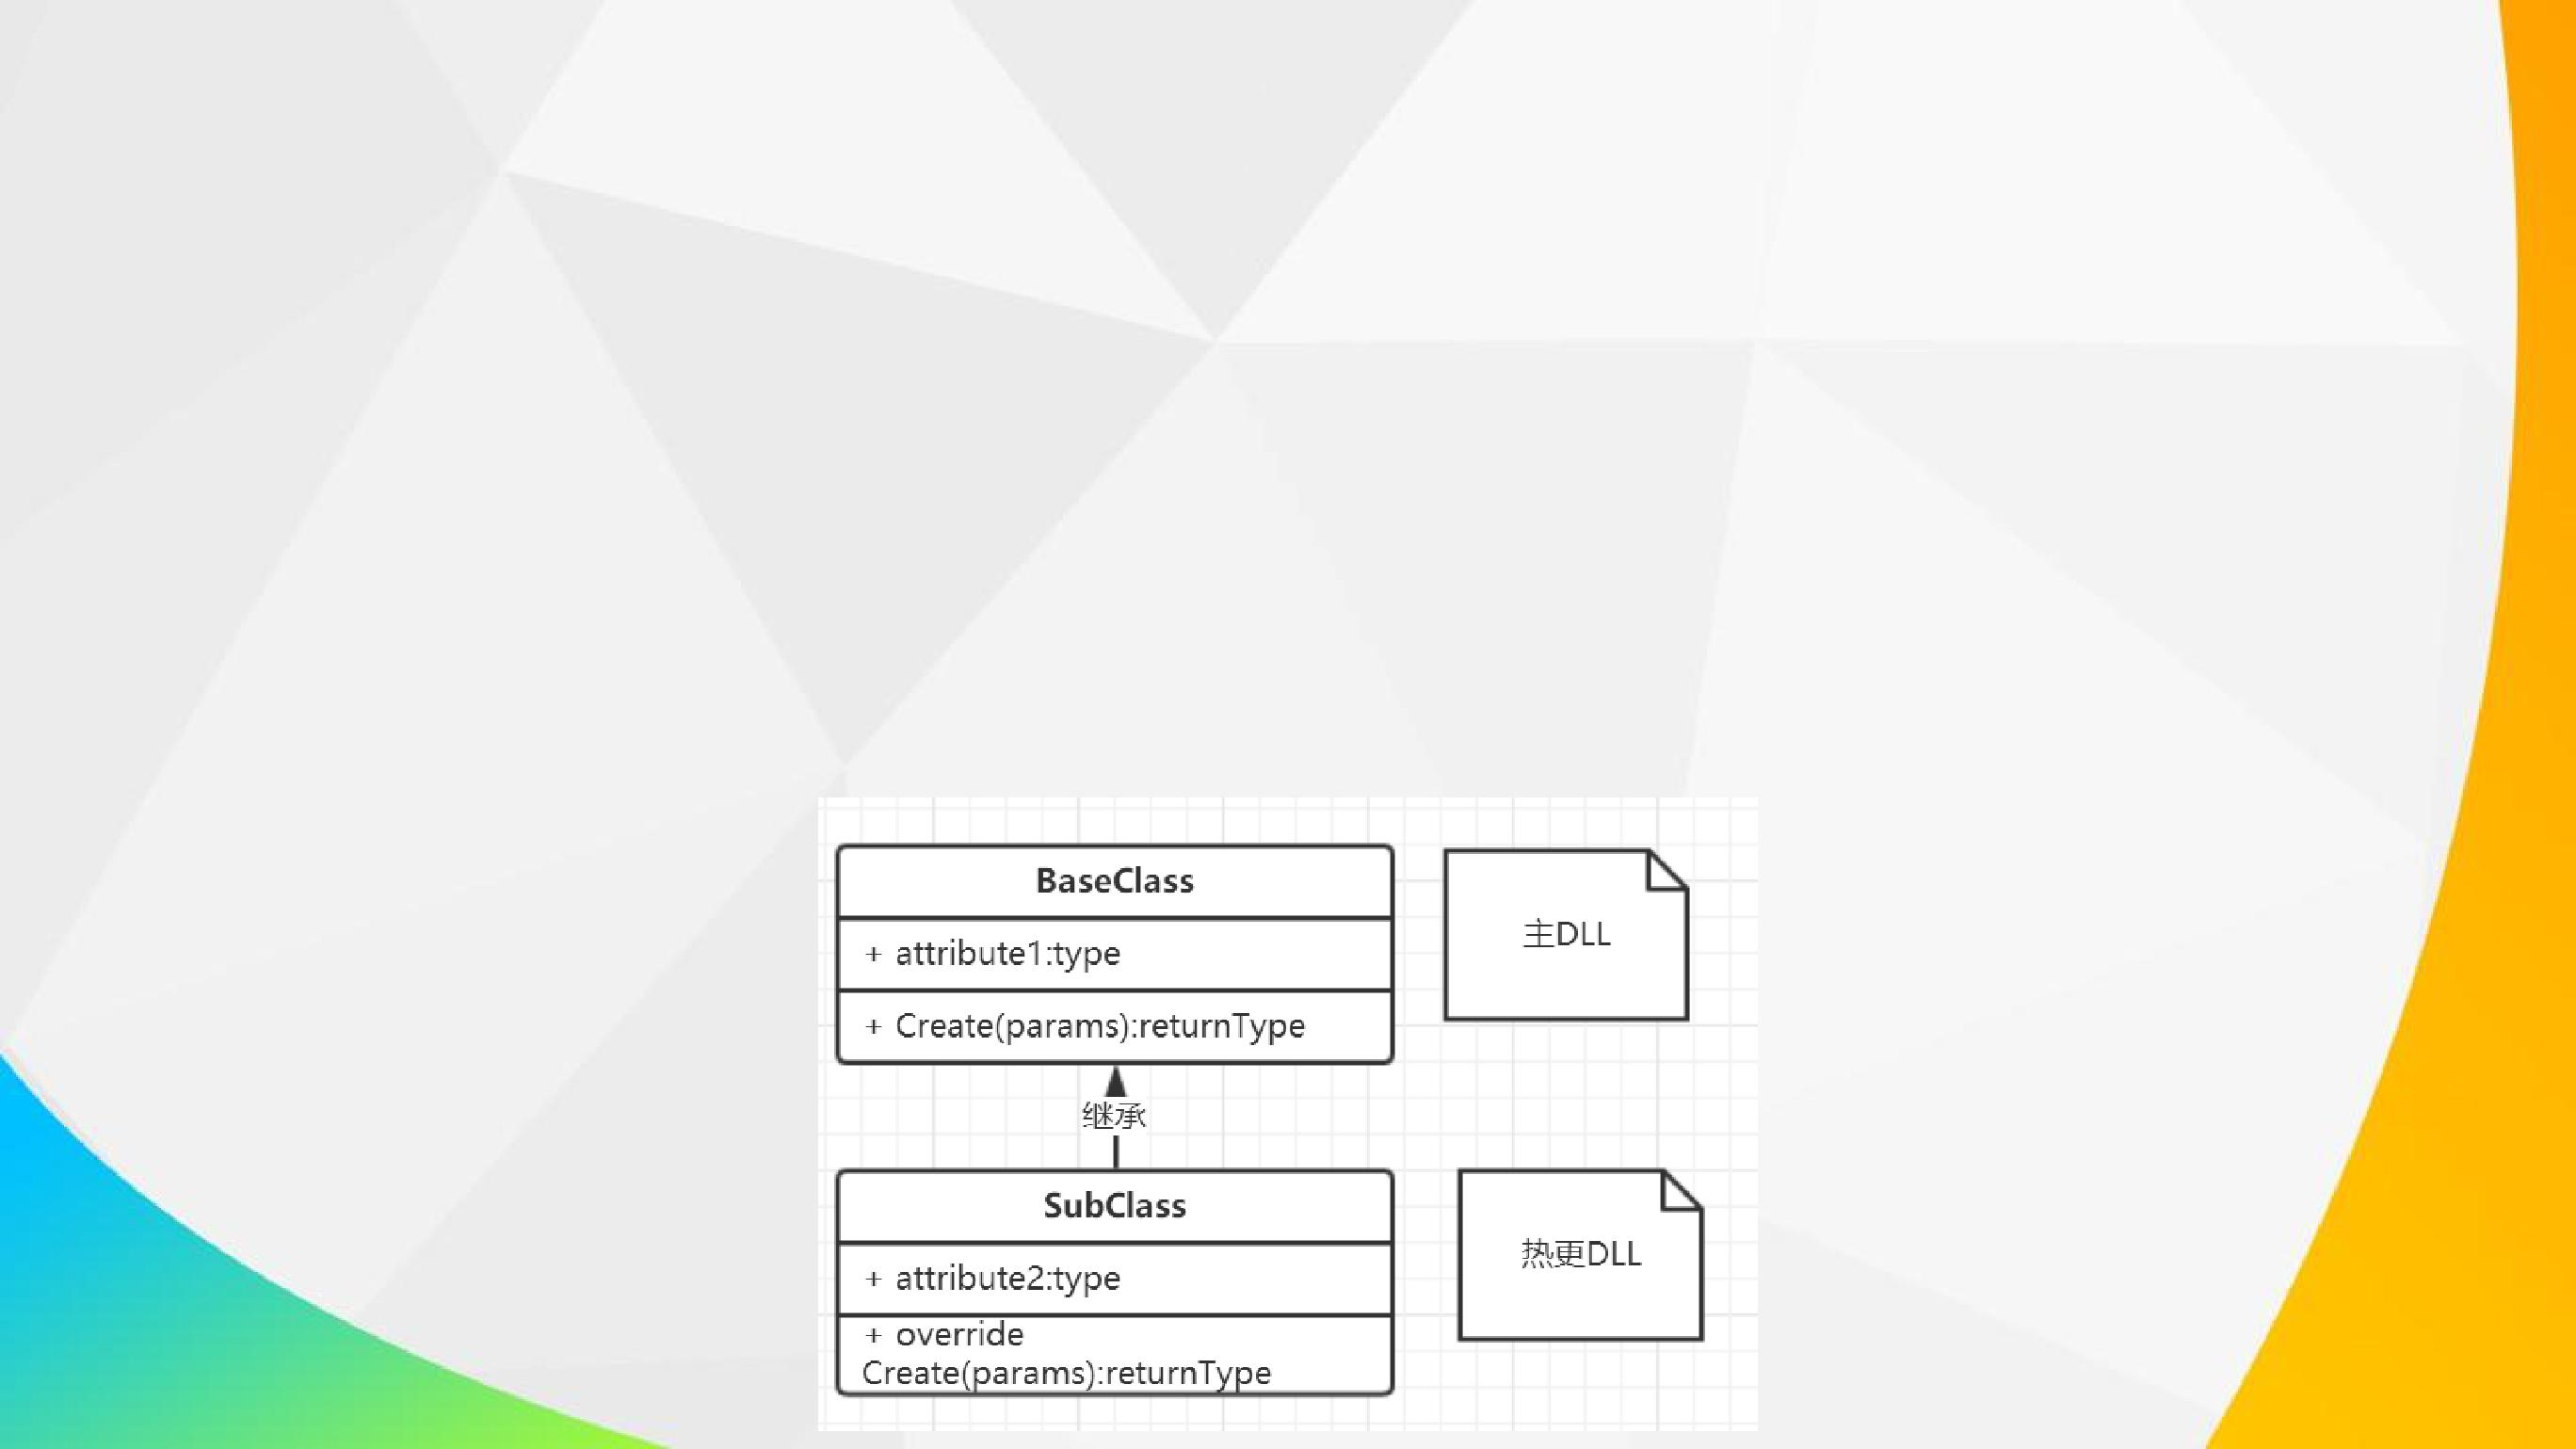 BaseClass
+ attribute1:type
+ Create(params):returnType
主DLL
继承
SubClass
+ attribute2:type
+ override
Create(params):returnType
热更DLL